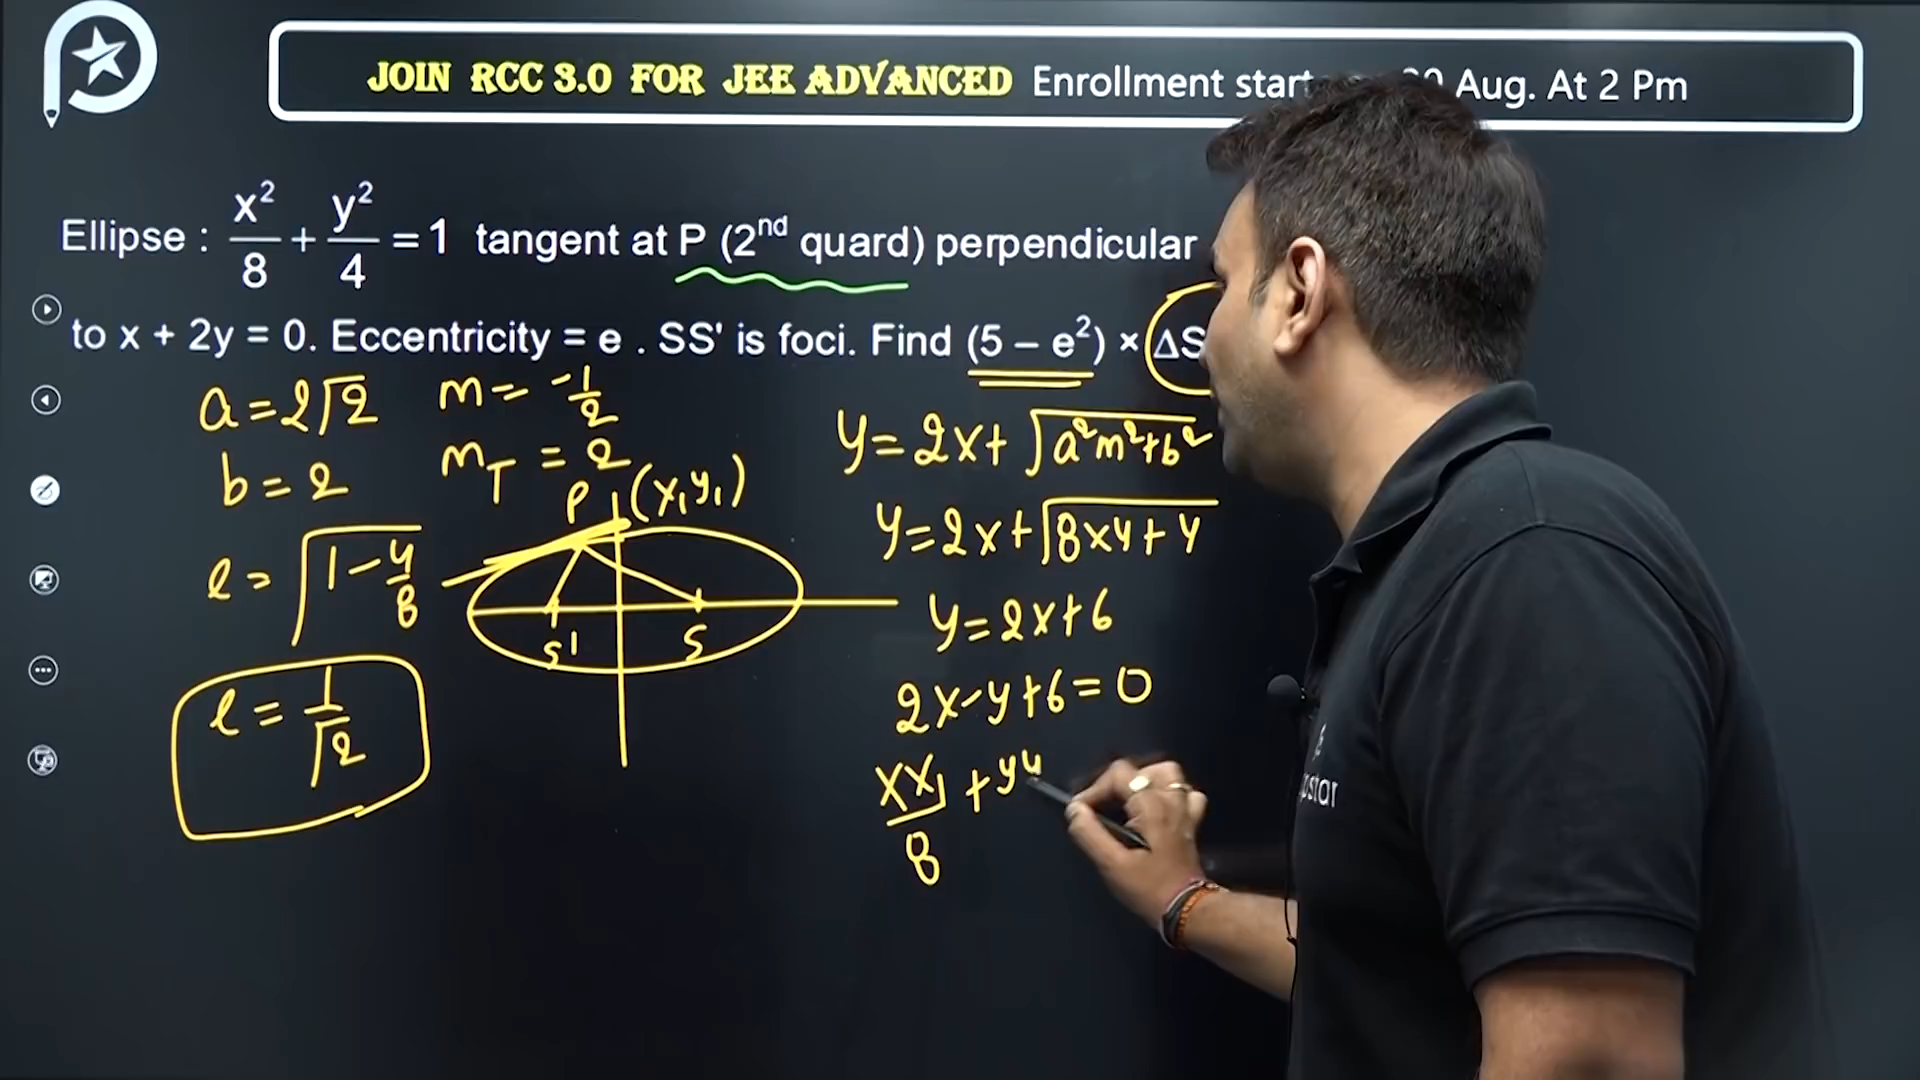 JOIN RCC 3.0 FOR JEE ADVANCED Enrollment start Aug. At 2 Pm
Ellipse : x²/8 + y²/4 = 1 tangent at P (2nd quard) perpendicular
to x + 2y = 0. Eccentricity = e . SS' is foci. Find (5 – e²) × ΔS
a = 2√2
b = 2
e = √(1 - 4/8)
e = 1/√2
m = -1/2
m_T = 2
P (x₁ y₁)
S' S
y = 2x + √(a²m²+b²)
y = 2x + √(8x4+4)
y = 2x + 6
2x - y + 6 = 0
xx₁/8 + yy